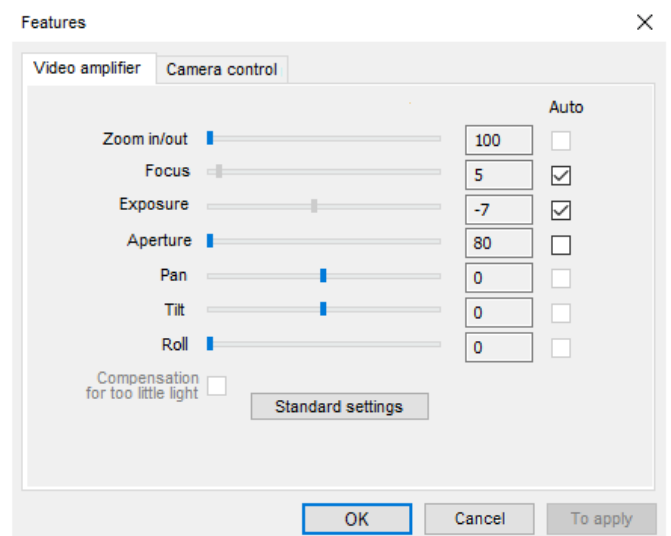 Features
Video amplifier Camera control
Auto
Zoom in/out 100
Focus 5
Exposure -7
Aperture 80
Pan 0
Tilt 0
Roll 0
Compensation
for too little light
Standard settings
OK Cancel To apply